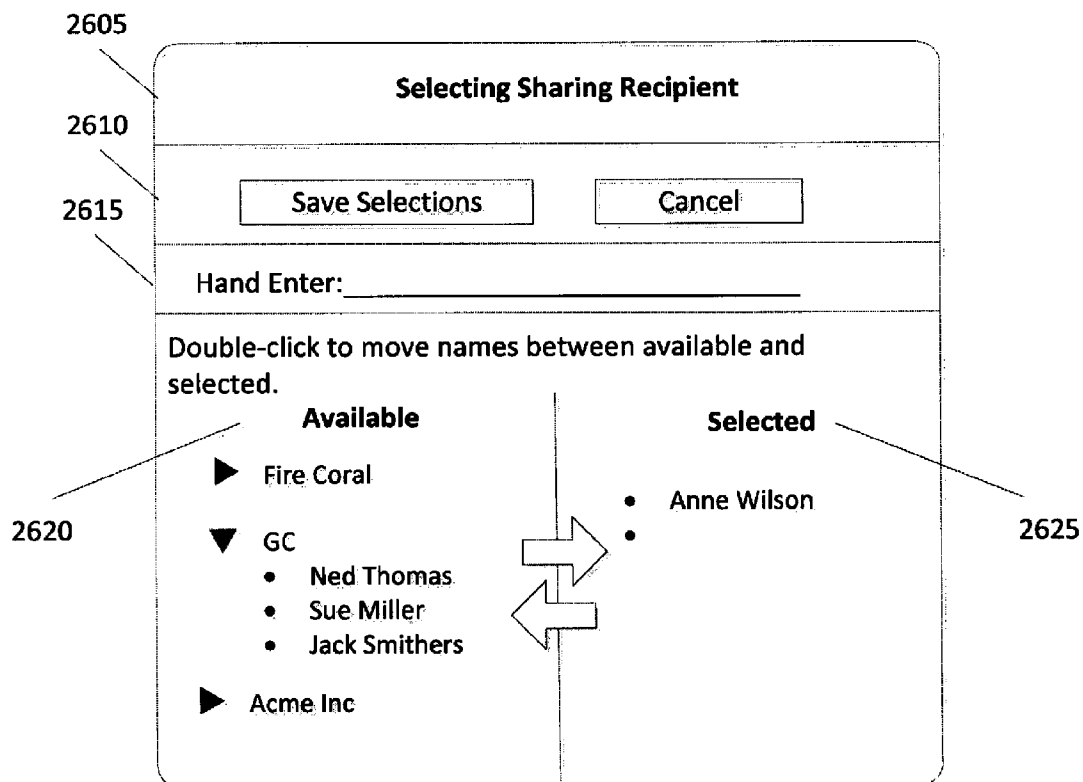 2605
Selecting Sharing Recipient
2610
Save Selections Cancel
2615
Hand Enter:
Double-click to move names between available and
selected.
Available Selected
Fire Coral
• Anne Wilson
2620 2625
GC
•
• Ned Thomas
• Sue Miller
• Jack Smithers
Acme Inc